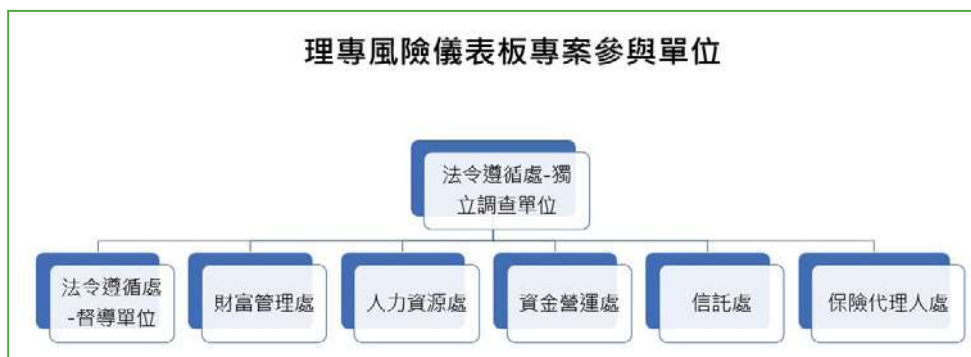 理專風險儀表板專案參與單位
法令遵循處-獨
立調查單位
法令遵循處
-督導單位
財富管理處
人力資源處
資金營運處
信託處
保險代理人處